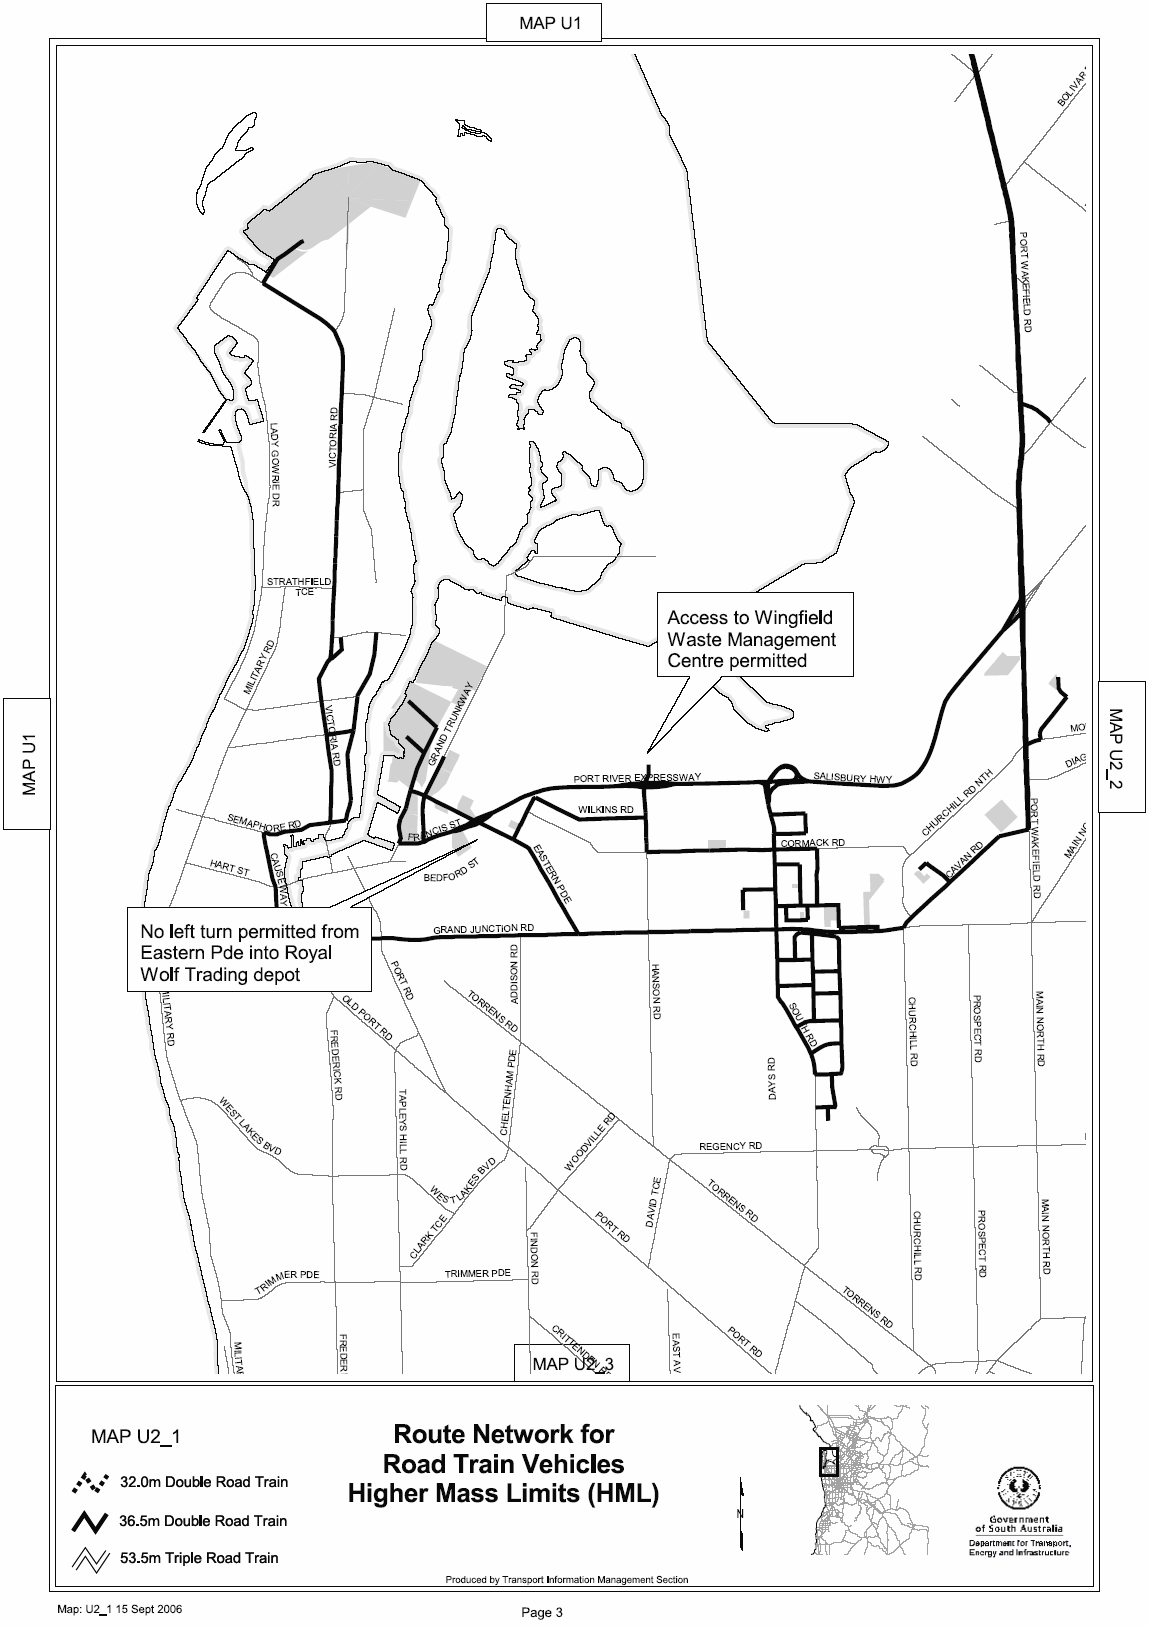 MAP U1
BOLIVAR
PORT WAKEFIELD RD
VICTORIA RD
LADY GOWRIE DR
STRATHFIELD
TCE
MILITARY RD
Access to Wingfield
Waste Management
Centre permitted
GRAND TRUNKWAY
VICTORIA RD
MAP U1
MAP U2_2
MO
DIAG
PORT RIVER EXPRESSWAY
SALISBURY HWY
CHURCHILL RD NTH
WILKINS RD
SEMAPHORE RD
FRANCIS ST
CORMACK RD
PORT WAKEFIELD RD
MAIN NO
HART ST
CAUSEWAY
BEDFORD ST
EASTERN PDE
CAVAN RD
No left turn permitted from
Eastern Pde into Royal
Wolf Trading depot
GRAND JUNCTION RD
PORT RD
ADDISON RD
HANSON RD
OLD PORT RD
TORRENS RD
MILITARY RD
SOUTH RD
CHURCHILL RD
PROSPECT RD
MAIN NORTH RD
FREDERICK RD
TAPLEYS HILL RD
CHELTENHAM PDE
DAYS RD
WEST LAKES BVD
WOODVILLE RD
REGENCY RD
WEST LAKES BVD
CLARK TCE
DAVID TCE
TORRENS RD
PORT RD
FINDON RD
CHURCHILL RD
PROSPECT RD
MAIN NORTH RD
TRIMMER PDE
TRIMMER PDE
TORRENS RD
MILITA
FREDER
CRITTENDEN
EAST AV
PORT RD
MAP U2_3
MAP U2_1
32.0m Double Road Train
36.5m Double Road Train
53.5m Triple Road Train
Route Network for
Road Train Vehicles
Higher Mass Limits (HML)
N
Government
of South Australia
Department for Transport,
Energy and Infrastructure
Produced by Transport Information Management Section
Map: U2_1 15 Sept 2006
Page 3